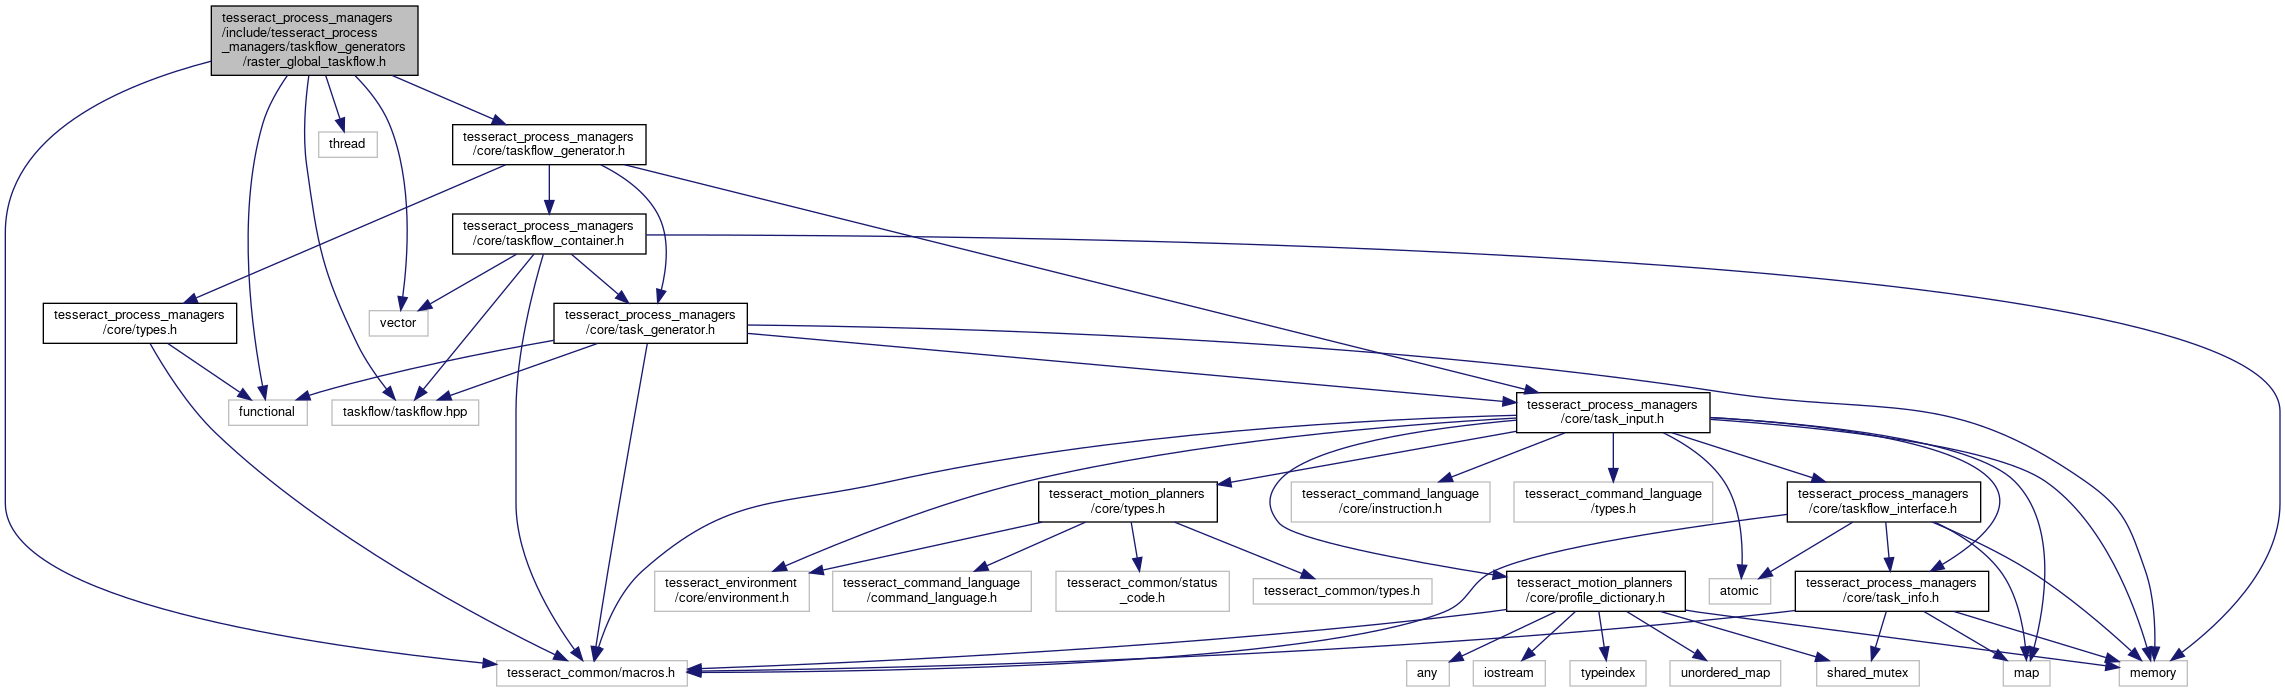 tesseract_process_managers
/include/tesseract_process
_managers/taskflow_generators
/raster_global_taskflow.h
thread
tesseract_process_managers
/core/taskflow_generator.h
tesseract_process_managers
/core/taskflow_container.h
tesseract_process_managers
/core/types.h
vector
tesseract_process_managers
/core/task_generator.h
functional
taskflow/taskflow.hpp
tesseract_process_managers
/core/task_input.h
tesseract_motion_planners
/core/types.h
tesseract_command_language
/core/instruction.h
tesseract_command_language
/types.h
tesseract_process_managers
/core/taskflow_interface.h
tesseract_environment
/core/environment.h
tesseract_command_language
/command_language.h
tesseract_common/status
_code.h
tesseract_common/types.h
tesseract_motion_planners
/core/profile_dictionary.h
atomic
tesseract_process_managers
/core/task_info.h
tesseract_common/macros.h
any
iostream
typeindex
unordered_map
shared_mutex
map
memory